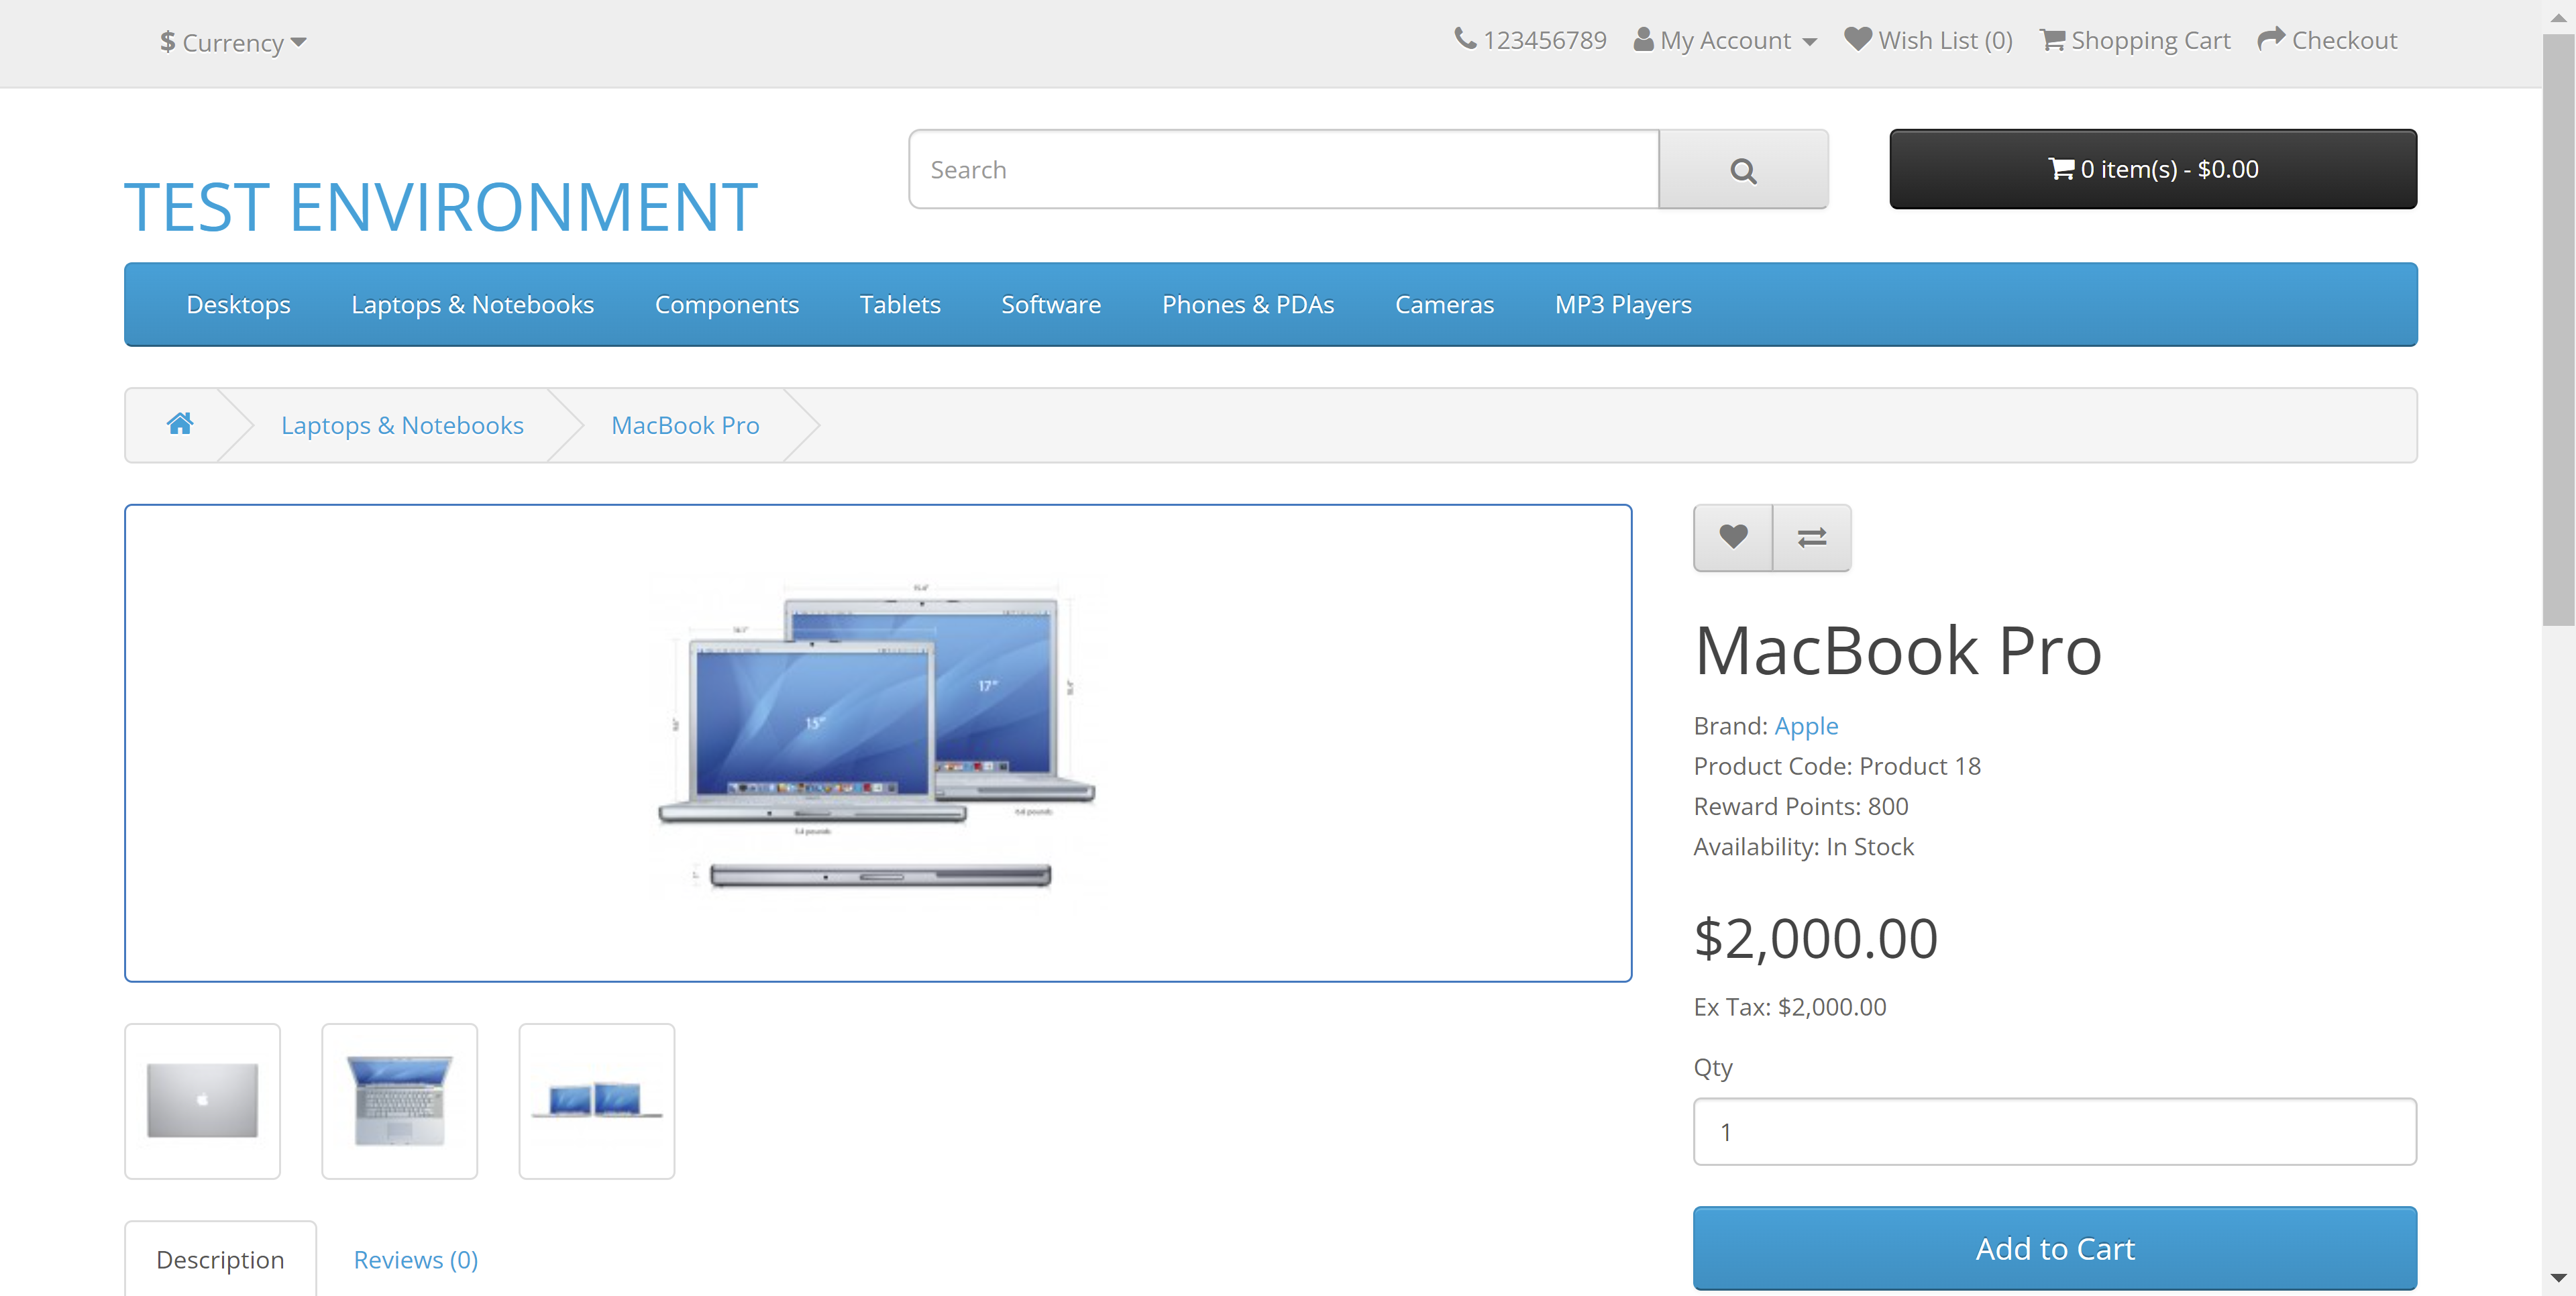 $ Currency
123456789 My Account Wish List (0) Shopping Cart Checkout
TEST ENVIRONMENT
Search
0 item(s) - $0.00
Desktops Laptops & Notebooks Components Tablets Software Phones & PDAs Cameras MP3 Players
Laptops & Notebooks MacBook Pro
17"
15"
MacBook Pro
Brand: Apple
Product Code: Product 18
Reward Points: 800
Availability: In Stock
$2,000.00
Ex Tax: $2,000.00
Qty
1
Add to Cart
Description Reviews (0)